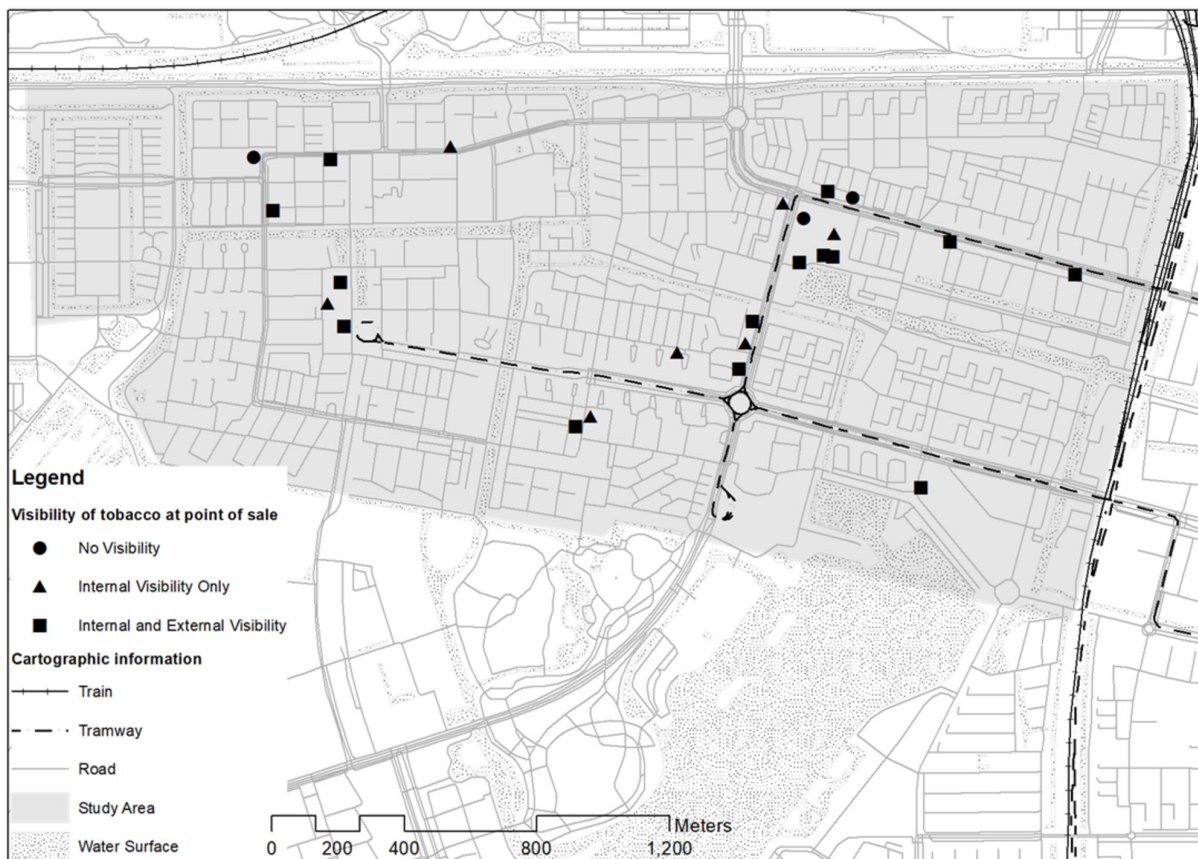 Legend
Visibility of tobacco at point of sale
No Visibility
Internal Visibility Only
Internal and External Visibility
Cartographic information
Train
Tramway
Road
Study Area
Water Surface
Meters
0 200 400 800 1,200